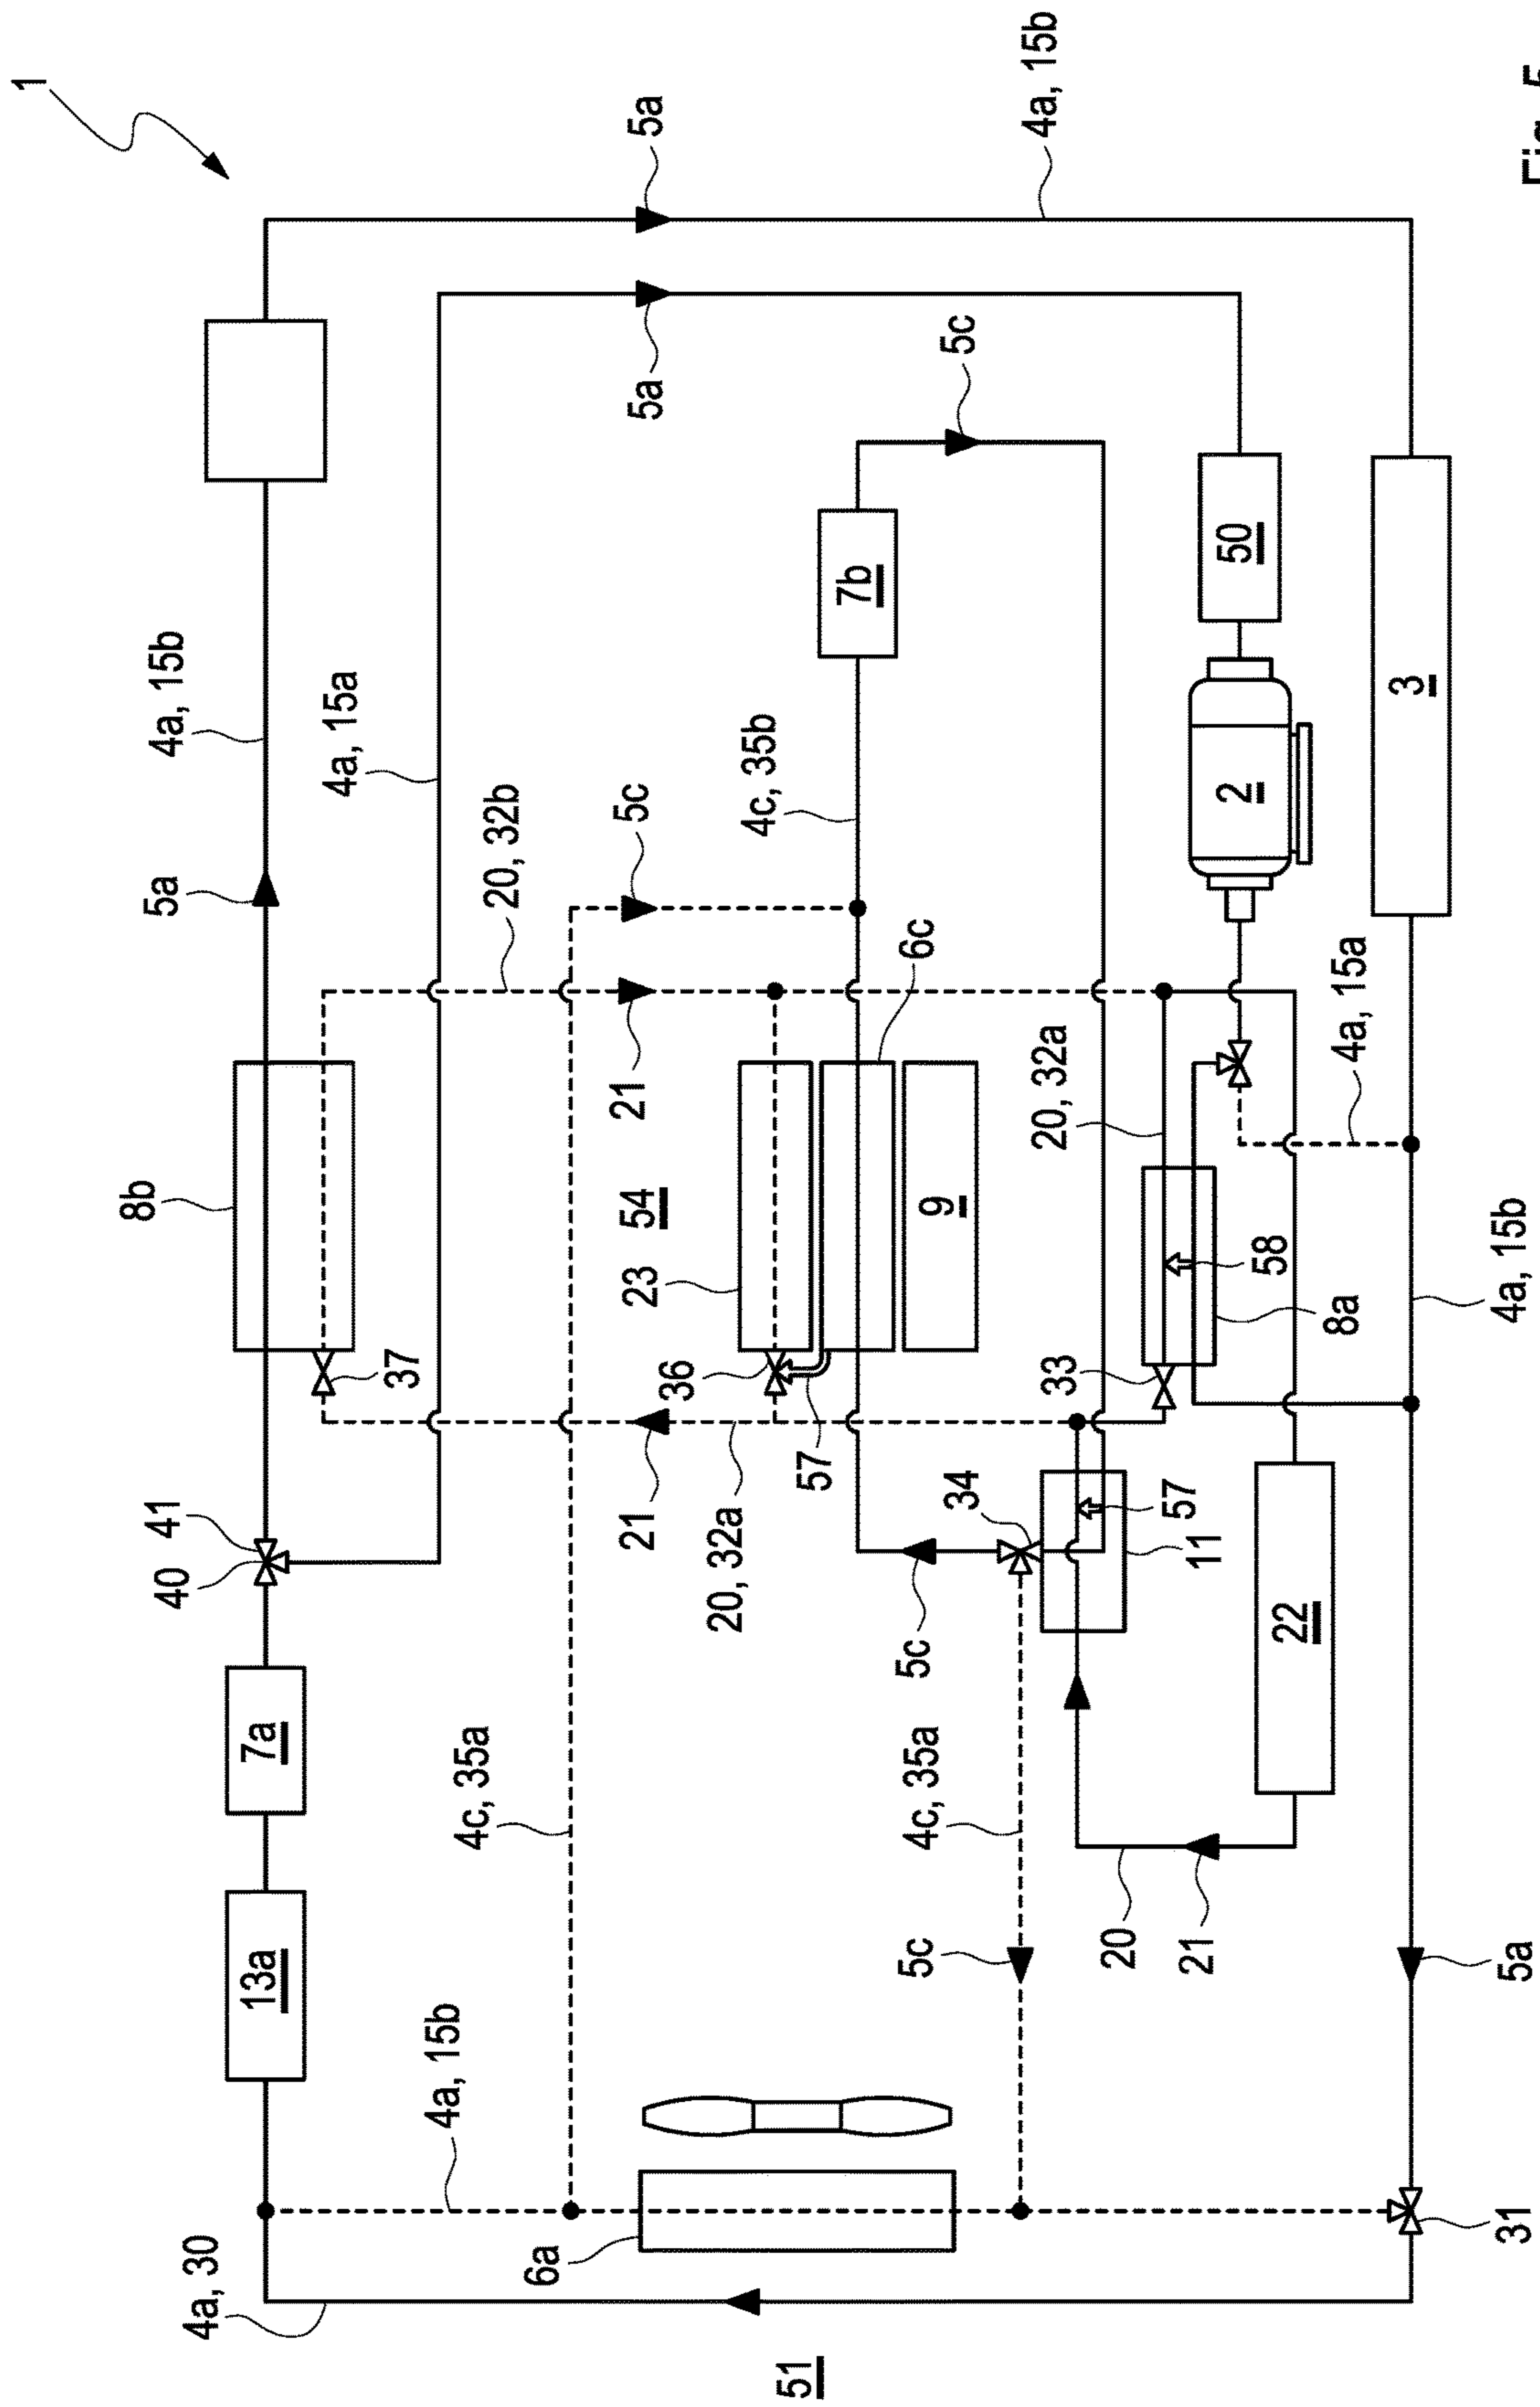 1
8b
41
5a
4a, 15b
40
4a, 30
13a
7a
4a, 15a
37
4a, 15b
4c, 35a
20, 32b
6a
21
21
5c
5a
5a
54
23
36
20, 32a
4c, 35b
51
57
7b
5c
4c, 35a
5c
6c
9
34
5c
33
20, 32a
4a, 15b
20
57
21
11
2
50
58
22
8a
4a, 15a
3
31
5a
4a, 15b
Fig. 5